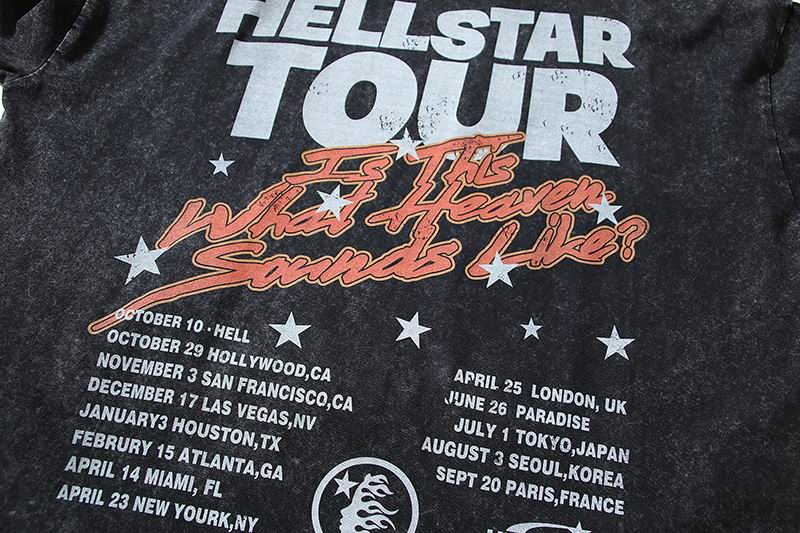 HELLSTAR
TOUR
Is This
What Heaven
Sounds Like?
OCTOBER 10 · HELL
OCTOBER 29 HOLLYWOOD,CA
NOVEMBER 3 SAN FRANCISCO,CA
DECEMBER 17 LAS VEGAS,NV
JANUARY3 HOUSTON,TX
FEBRURY 15 ATLANTA,GA
APRIL 14 MIAMI, FL
APRIL 23 NEW YOURK,NY
APRIL 25 LONDON, UK
JUNE 26 PARADISE
JULY 1 TOKYO,JAPAN
AUGUST 3 SEOUL,KOREA
SEPT 20 PARIS,FRANCE